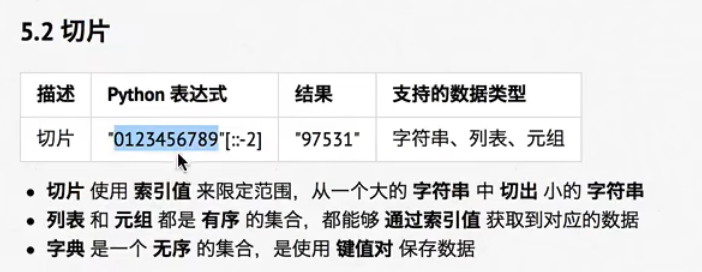 5.2 切片
描述 Python 表达式 结果 支持的数据类型
切片 "0123456789"[::-2] "97531" 字符串、列表、元组
• 切片 使用 索引值 来限定范围，从一个大的 字符串 中 切出 小的 字符串
• 列表 和 元组 都是 有序 的集合，都能够 通过索引值 获取到对应的数据
• 字典 是一个 无序 的集合，是使用 键值对 保存数据